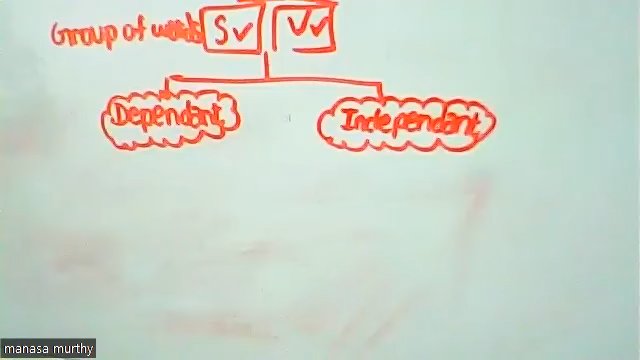 Group of words S✓ V✓
Dependant Independant
manasa murthy